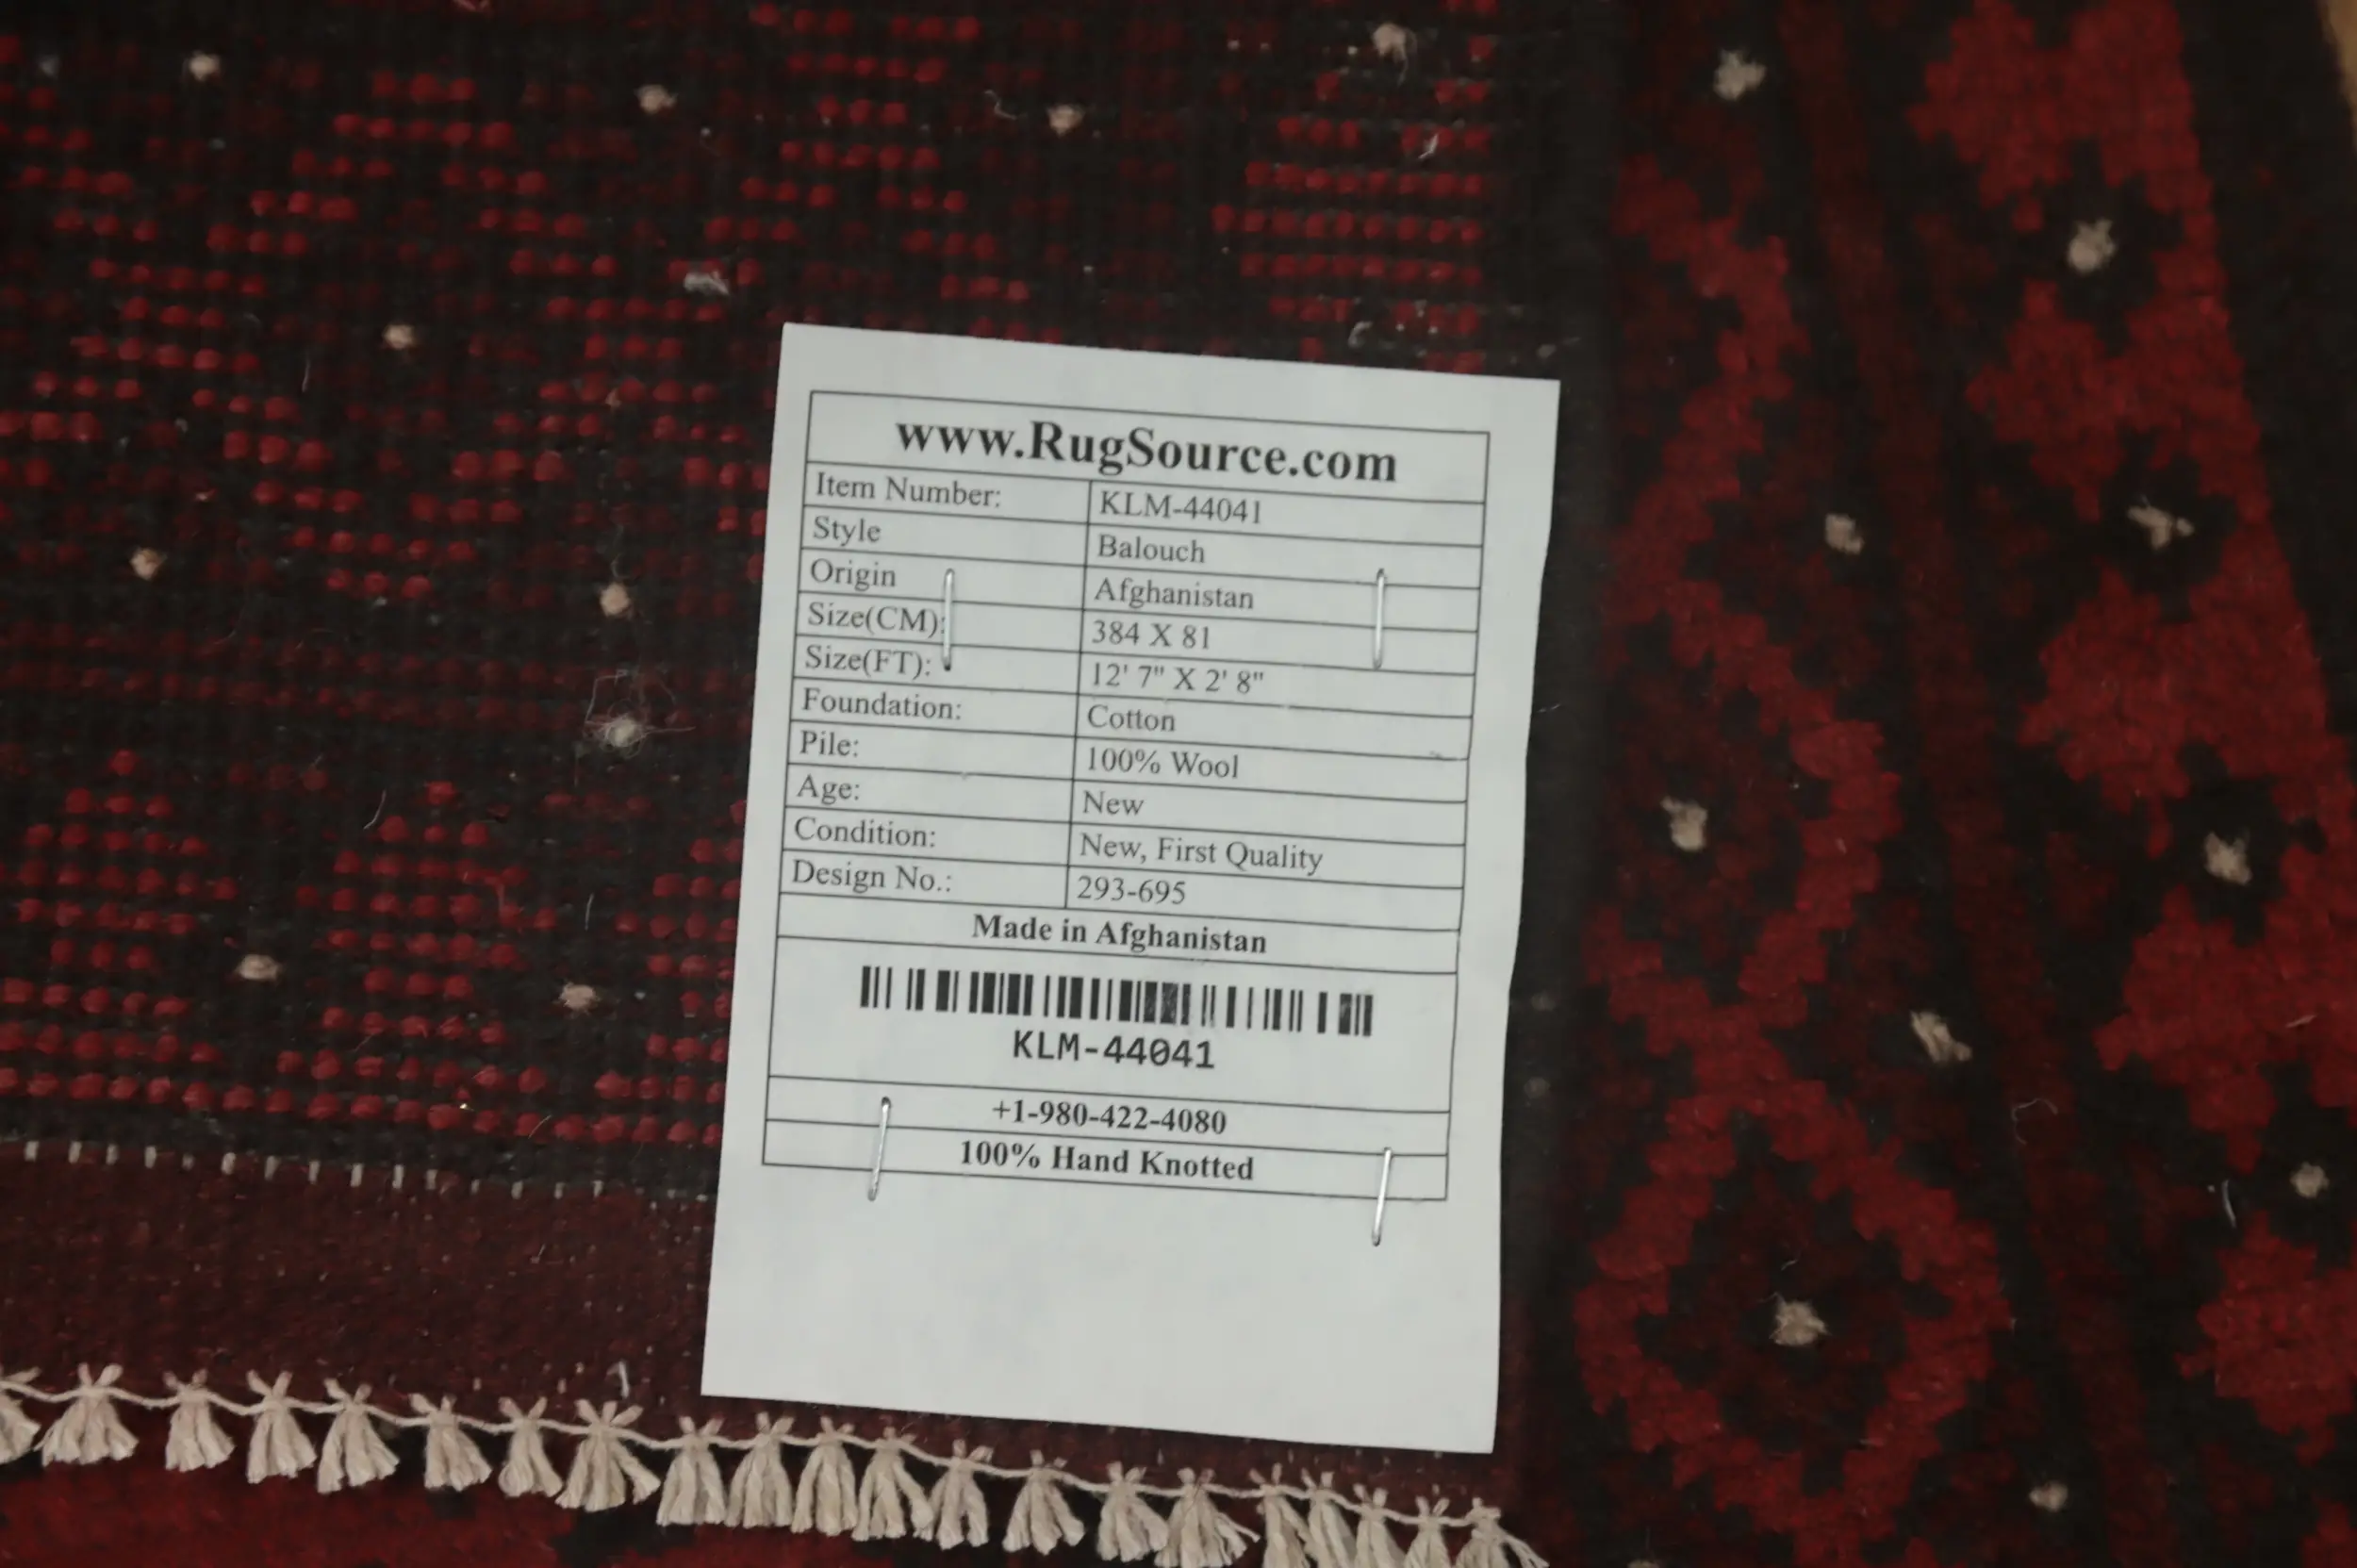 www.RugSource.com
Item Number: KLM-44041
Style Balouch
Origin Afghanistan
Size(CM): 384 X 81
Size(FT): 12' 7" X 2' 8"
Foundation: Cotton
Pile: 100% Wool
Age: New
Condition: New, First Quality
Design No.: 293-695
Made in Afghanistan
KLM-44041
+1-980-422-4080
100% Hand Knotted